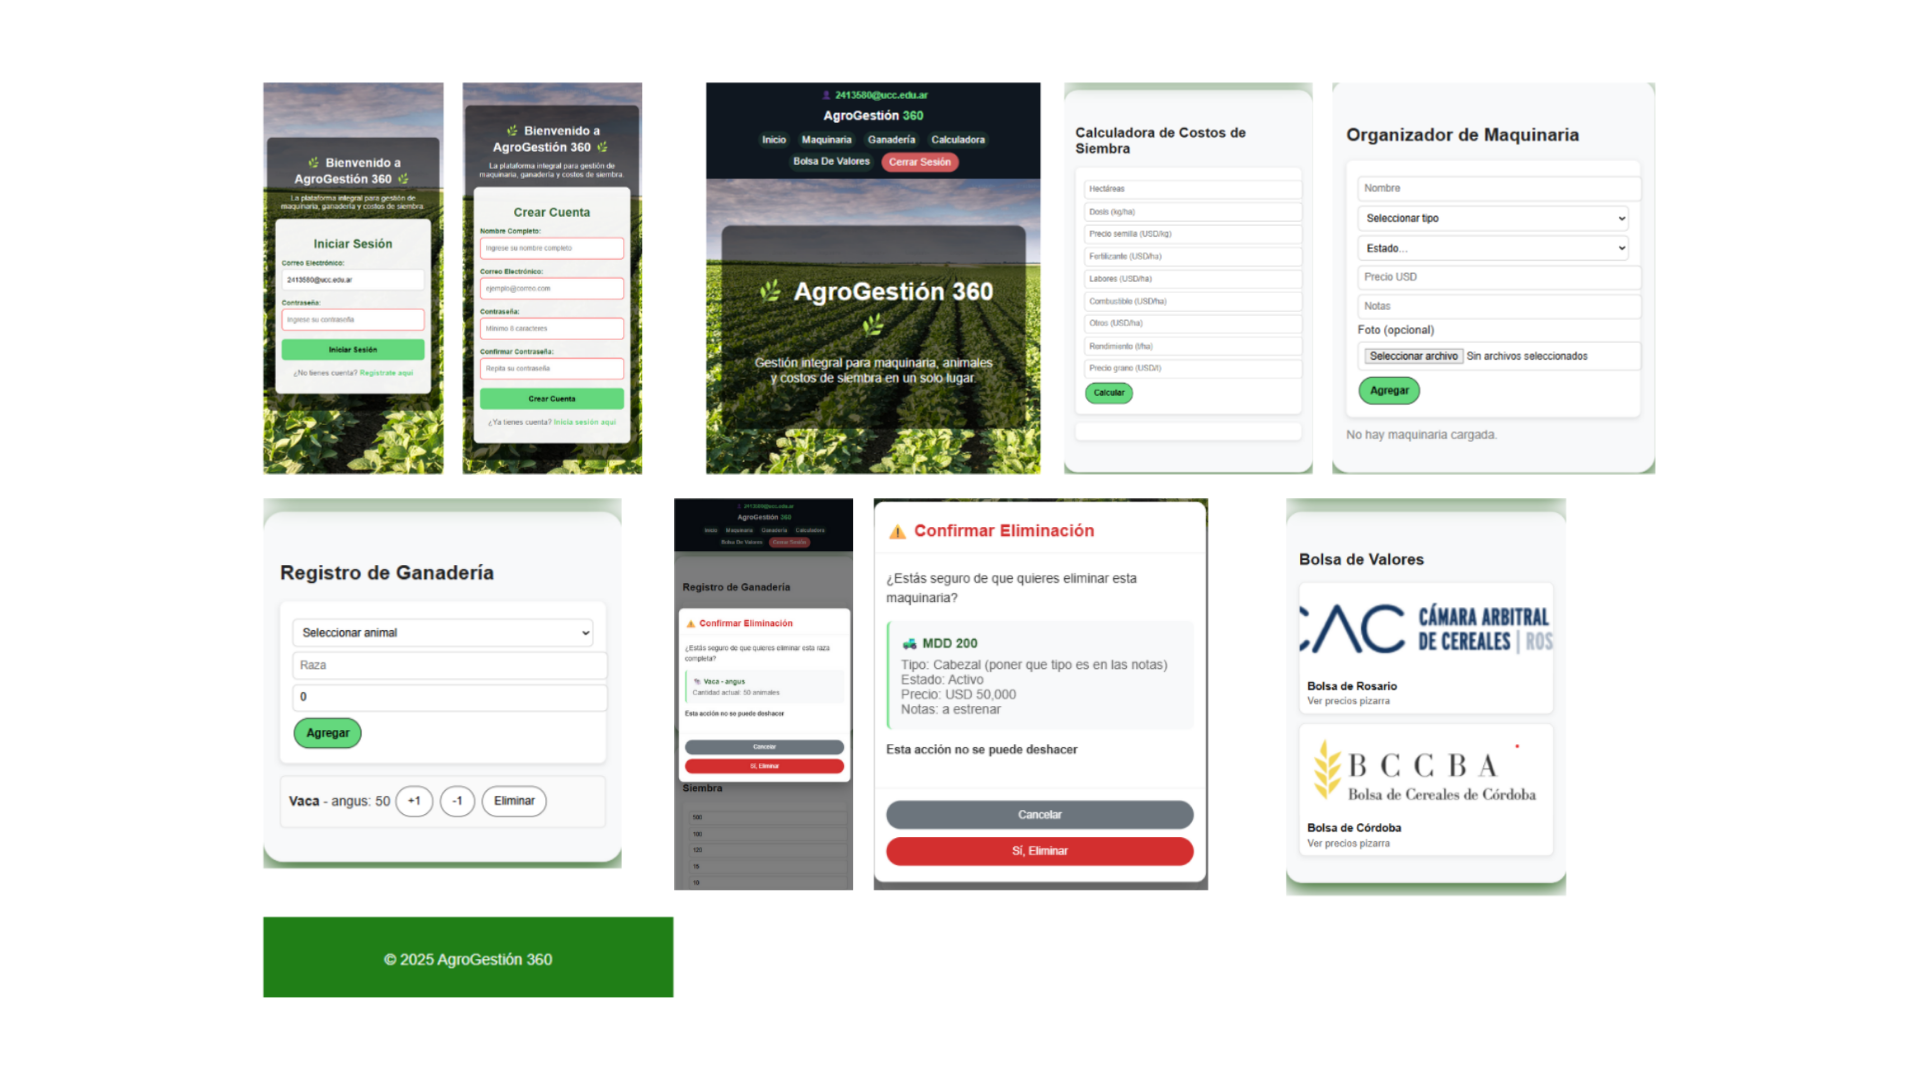 Bienvenido a
AgroGestión 360
La plataforma integral para gestión de
maquinaria, ganadería y costos de siembra.
Iniciar Sesión
Correo Electrónico:
2413580@ucc.edu.ar
Contraseña:
Ingrese su contraseña
Iniciar Sesión
¿No tienes cuenta? Regístrate aquí
Bienvenido a
AgroGestión 360
La plataforma integral para gestión de
maquinaria, ganadería y costos de siembra.
Crear Cuenta
Nombre Completo:
Ingrese su nombre completo
Correo Electrónico:
ejemplo@correo.com
Contraseña:
Mínimo 8 caracteres
Confirmar Contraseña:
Repita su contraseña
Crear Cuenta
¿Ya tienes cuenta? Inicia sesión aquí
2413580@ucc.edu.ar
AgroGestión 360
Inicio Maquinaria Ganadería Calculadora
Bolsa De Valores Cerrar Sesión
AgroGestión 360
Gestión integral para maquinaria, animales
y costos de siembra en un solo lugar.
Calculadora de Costos de
Siembra
Hectáreas
Dosis (kg/ha)
Precio semilla (USD/kg)
Fertilizante (USD/ha)
Labores (USD/ha)
Combustible (USD/ha)
Otros (USD/ha)
Rendimiento (t/ha)
Precio grano (USD/t)
Calcular
Organizador de Maquinaria
Nombre
Seleccionar tipo
Estado...
Precio USD
Notas
Foto (opcional)
Seleccionar archivo Sin archivos seleccionados
Agregar
No hay maquinaria cargada.
Registro de Ganadería
Seleccionar animal
Raza
0
Agregar
Vaca - angus: 50 +1 -1 Eliminar
2413580@ucc.edu.ar
AgroGestión 360
Inicio Maquinaria Ganadería Calculadora
Bolsa De Valores Cerrar Sesión
Registro de Ganadería
Confirmar Eliminación
¿Estás seguro de que quieres eliminar esta raza
completa?
Vaca - angus
Cantidad actual: 50 animales
Esta acción no se puede deshacer
Cancelar
Sí, Eliminar
Siembra
100
120
15
10
Confirmar Eliminación
¿Estás seguro de que quieres eliminar esta
maquinaria?
MDD 200
Tipo: Cabezal (poner que tipo es en las notas)
Estado: Activo
Precio: USD 50,000
Notas: a estrenar
Esta acción no se puede deshacer
Cancelar
Sí, Eliminar
Bolsa de Valores
CAC CÁMARA ARBITRAL
DE CEREALES | ROS
Bolsa de Rosario
Ver precios pizarra
BCCBA
Bolsa de Cereales de Córdoba
Bolsa de Córdoba
Ver precios pizarra
© 2025 AgroGestión 360